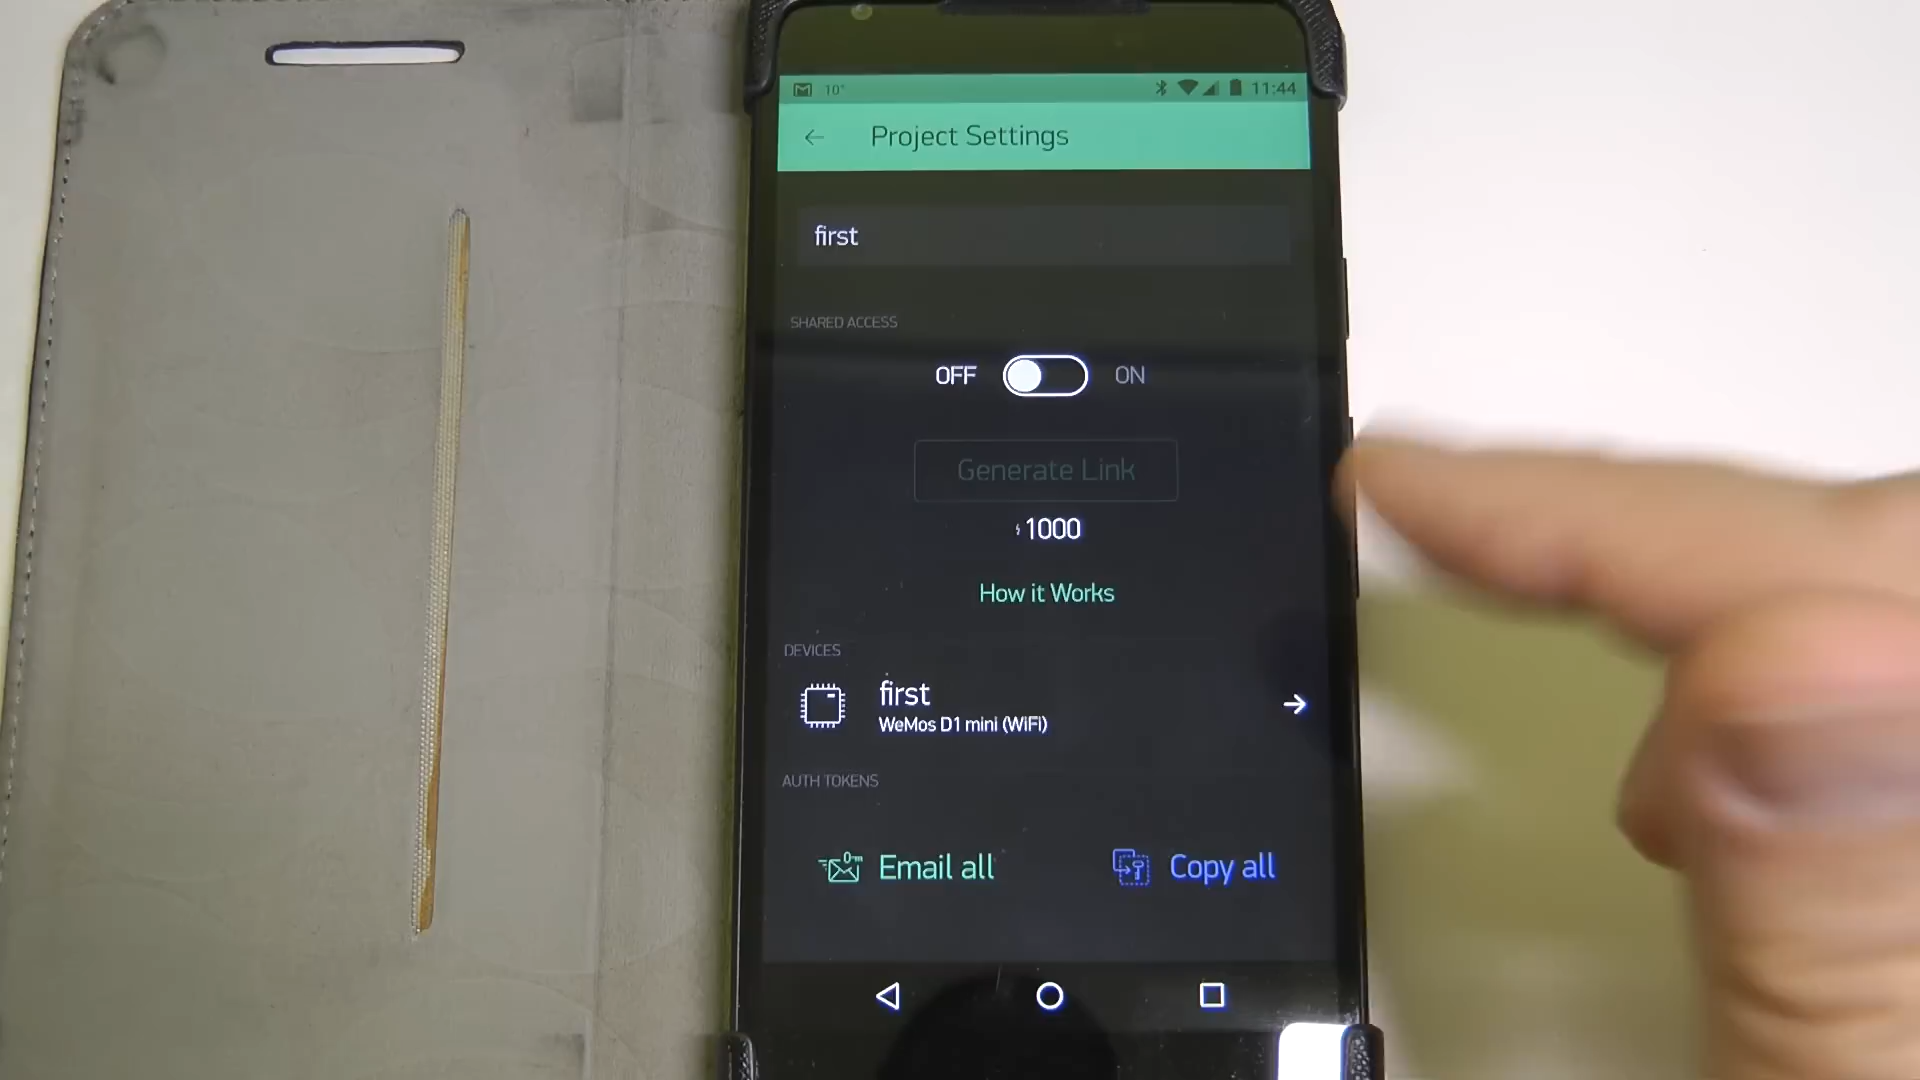 10°
11:44
Project Settings
first
SHARED ACCESS
OFF
ON
Generate Link
1000
How it Works
DEVICES
first
WeMos D1 mini (WiFi)
AUTH TOKENS
Email all
Copy all